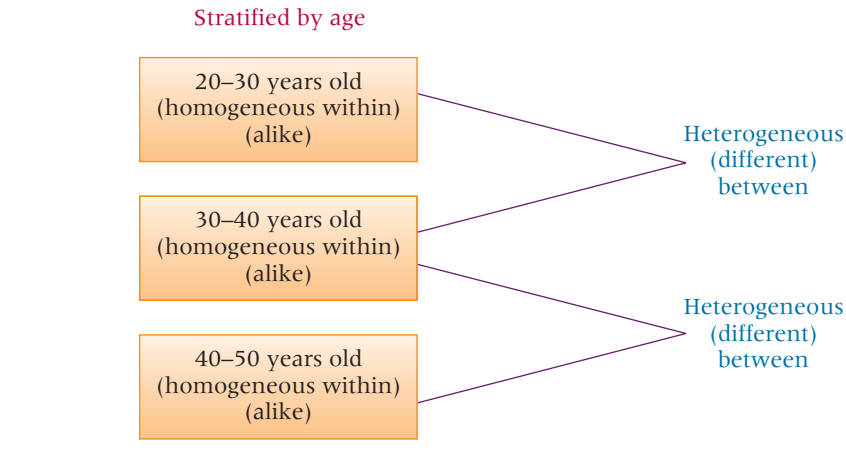 Stratified by age
20–30 years old
(homogeneous within)
(alike)
Heterogeneous
(different)
between
30–40 years old
(homogeneous within)
(alike)
Heterogeneous
(different)
between
40–50 years old
(homogeneous within)
(alike)